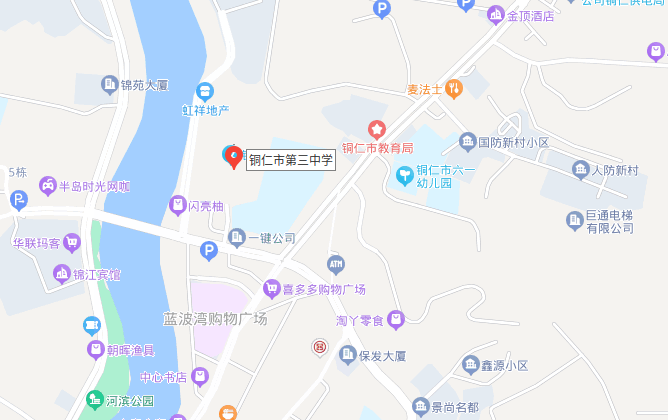 公司铜仁供电局
金顶酒店
锦苑大厦
麦法士
虹祥地产
铜仁市教育局
国防新村小区
铜仁市第三中学
5栋
铜仁市六一
幼儿园
人防新村
半岛时光网咖
闪亮柚
P
P
P
P
巨通电梯
有限公司
华联玛客
一键公司
ATM
锦江宾馆
喜多多购物广场
蓝波湾购物广场
淘丫零食
朝晖渔具
保发大厦
鑫源小区
中心书店
河滨公园
景尚名都